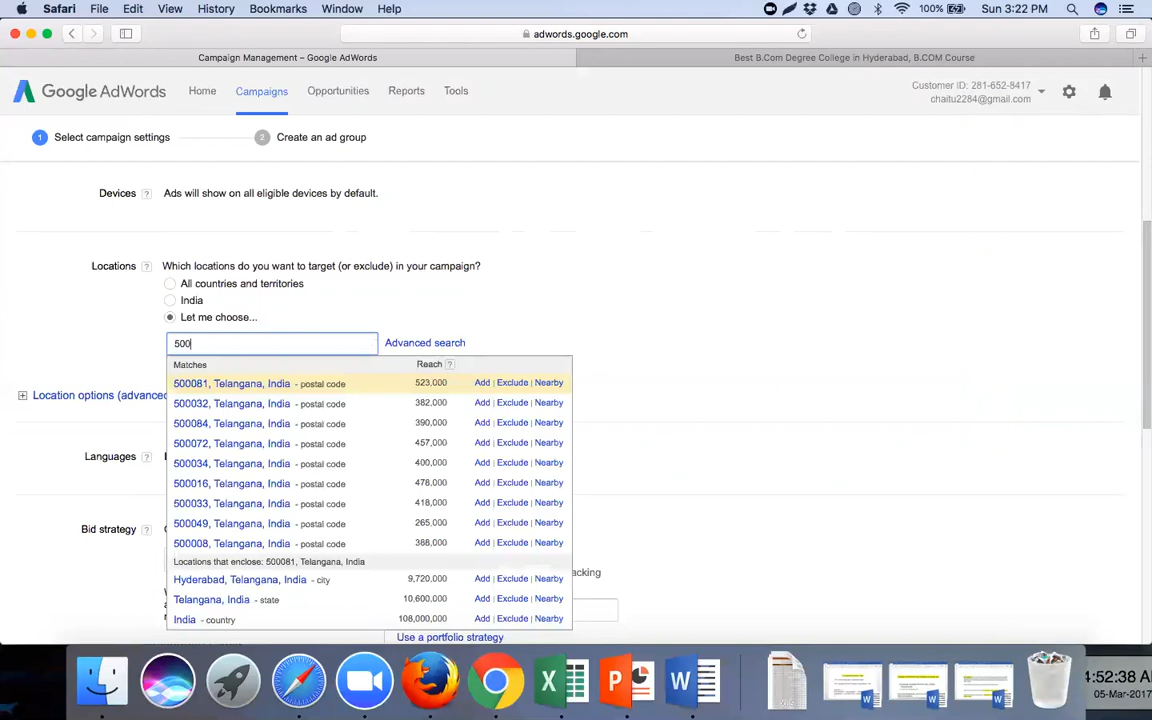 Safari File Edit View History Bookmarks Window Help 100% Sun 3:22 PM
adwords.google.com
Campaign Management – Google AdWords Best B.Com Degree College in Hyderabad, B.COM Course
Google AdWords Home Campaigns Opportunities Reports Tools Customer ID: 281-652-8417
chaitu2284@gmail.com
1 Select campaign settings 2 Create an ad group
Devices ? Ads will show on all eligible devices by default.
Locations ? Which locations do you want to target (or exclude) in your campaign?
All countries and territories
India
Let me choose...
500 Advanced search
Matches Reach ?
500081, Telangana, India - postal code 523,000 Add | Exclude | Nearby
Location options (advanced
500032, Telangana, India - postal code 382,000 Add | Exclude | Nearby
500084, Telangana, India - postal code 390,000 Add | Exclude | Nearby
500072, Telangana, India - postal code 457,000 Add | Exclude | Nearby
Languages ?
500034, Telangana, India - postal code 400,000 Add | Exclude | Nearby
500016, Telangana, India - postal code 478,000 Add | Exclude | Nearby
500033, Telangana, India - postal code 418,000 Add | Exclude | Nearby
500049, Telangana, India - postal code 265,000 Add | Exclude | Nearby
Bid strategy ?
500008, Telangana, India - postal code 388,000 Add | Exclude | Nearby
Locations that enclose: 500081, Telangana, India
acking
Hyderabad, Telangana, India - city 9,720,000 Add | Exclude | Nearby
Telangana, India - state 10,600,000 Add | Exclude | Nearby
India - country 108,000,000 Add | Exclude | Nearby
Use a portfolio strategy
4:52:38 A
05-Mar-2017